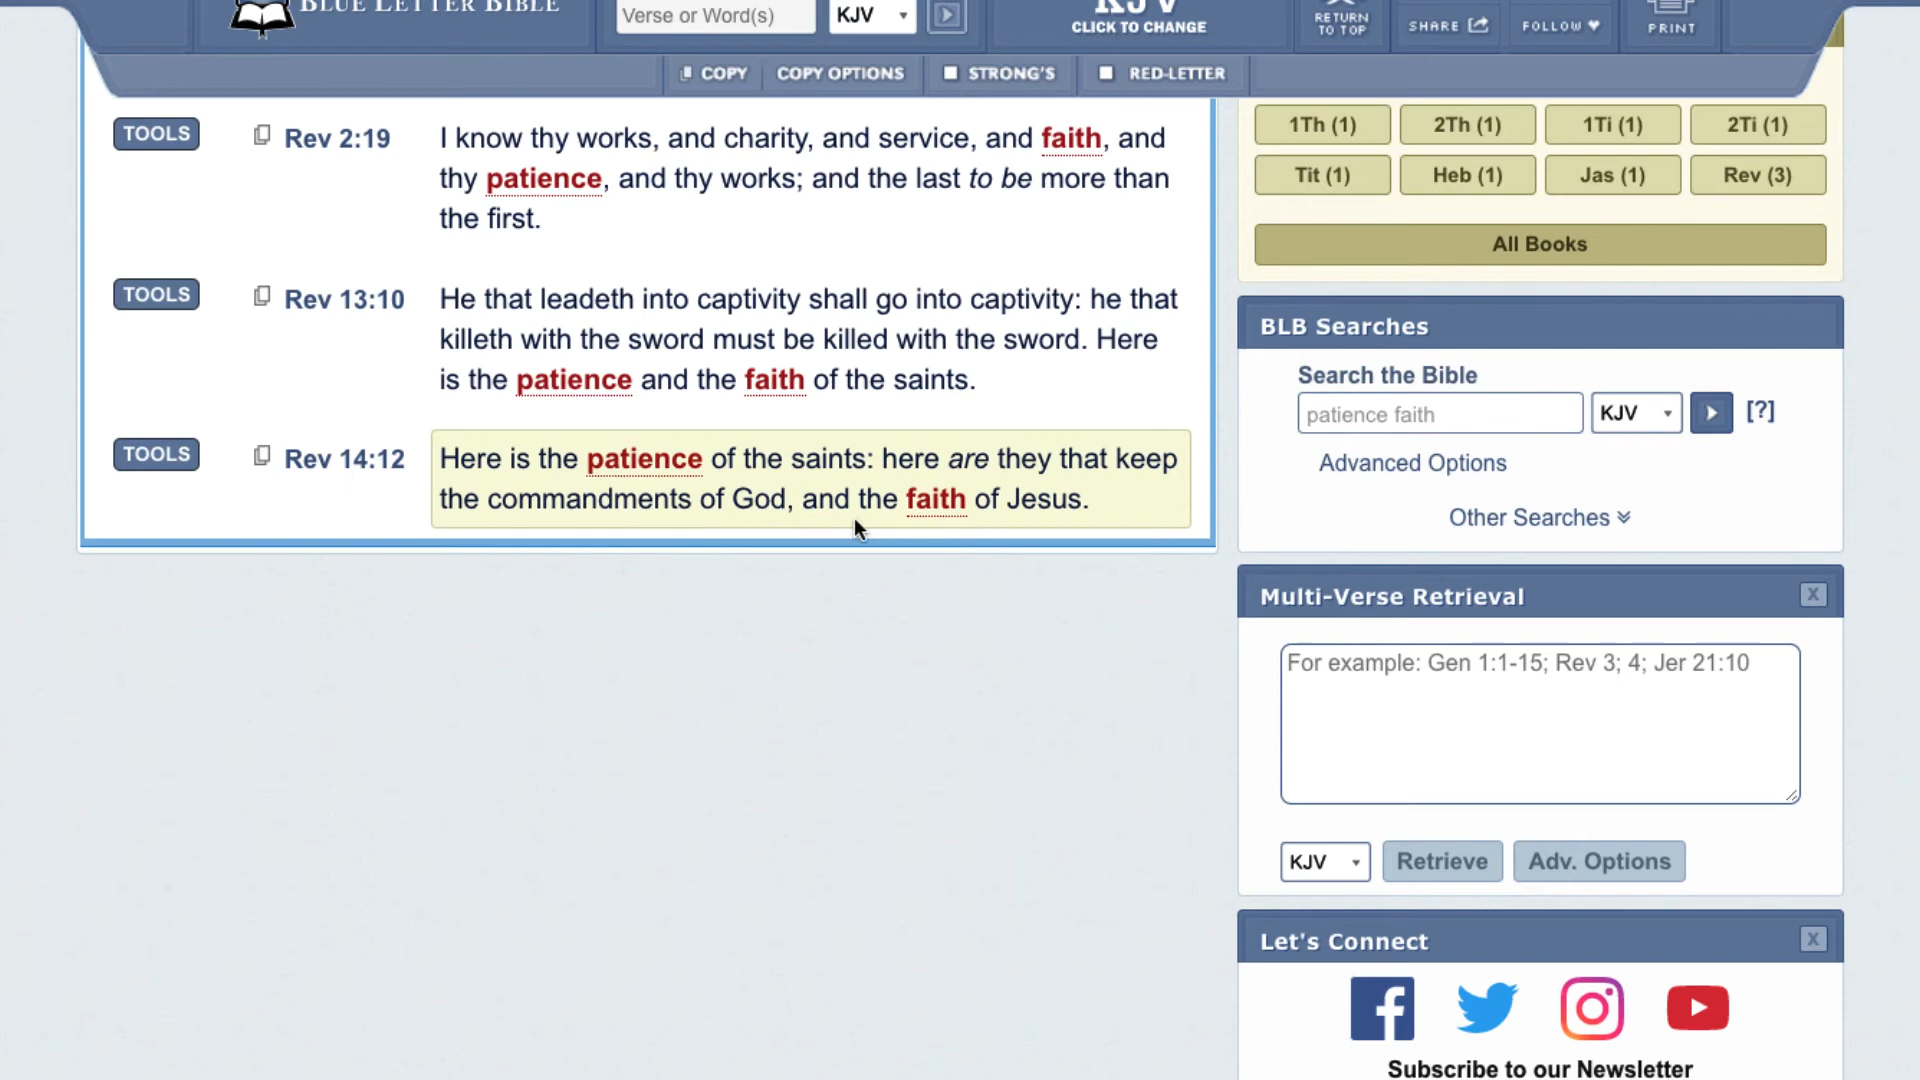 BLUE LETTER BIBLE
Verse or Word(s)
KJV
KJV
CLICK TO CHANGE
RETURN
TO TOP
SHARE
FOLLOW
PRINT
COPY
COPY OPTIONS
STRONG'S
RED-LETTER
TOOLS
Rev 2:19
I know thy works, and charity, and service, and faith, and
thy patience, and thy works; and the last to be more than
the first.
TOOLS
Rev 13:10
He that leadeth into captivity shall go into captivity: he that
killeth with the sword must be killed with the sword. Here
is the patience and the faith of the saints.
TOOLS
Rev 14:12
Here is the patience of the saints: here are they that keep
the commandments of God, and the faith of Jesus.
1Th (1)
2Th (1)
1Ti (1)
2Ti (1)
Tit (1)
Heb (1)
Jas (1)
Rev (3)
All Books
BLB Searches
Search the Bible
patience faith
KJV
[?]
Advanced Options
Other Searches
Multi-Verse Retrieval
X
For example: Gen 1:1-15; Rev 3; 4; Jer 21:10
KJV
Retrieve
Adv. Options
Let's Connect
X
Subscribe to our Newsletter